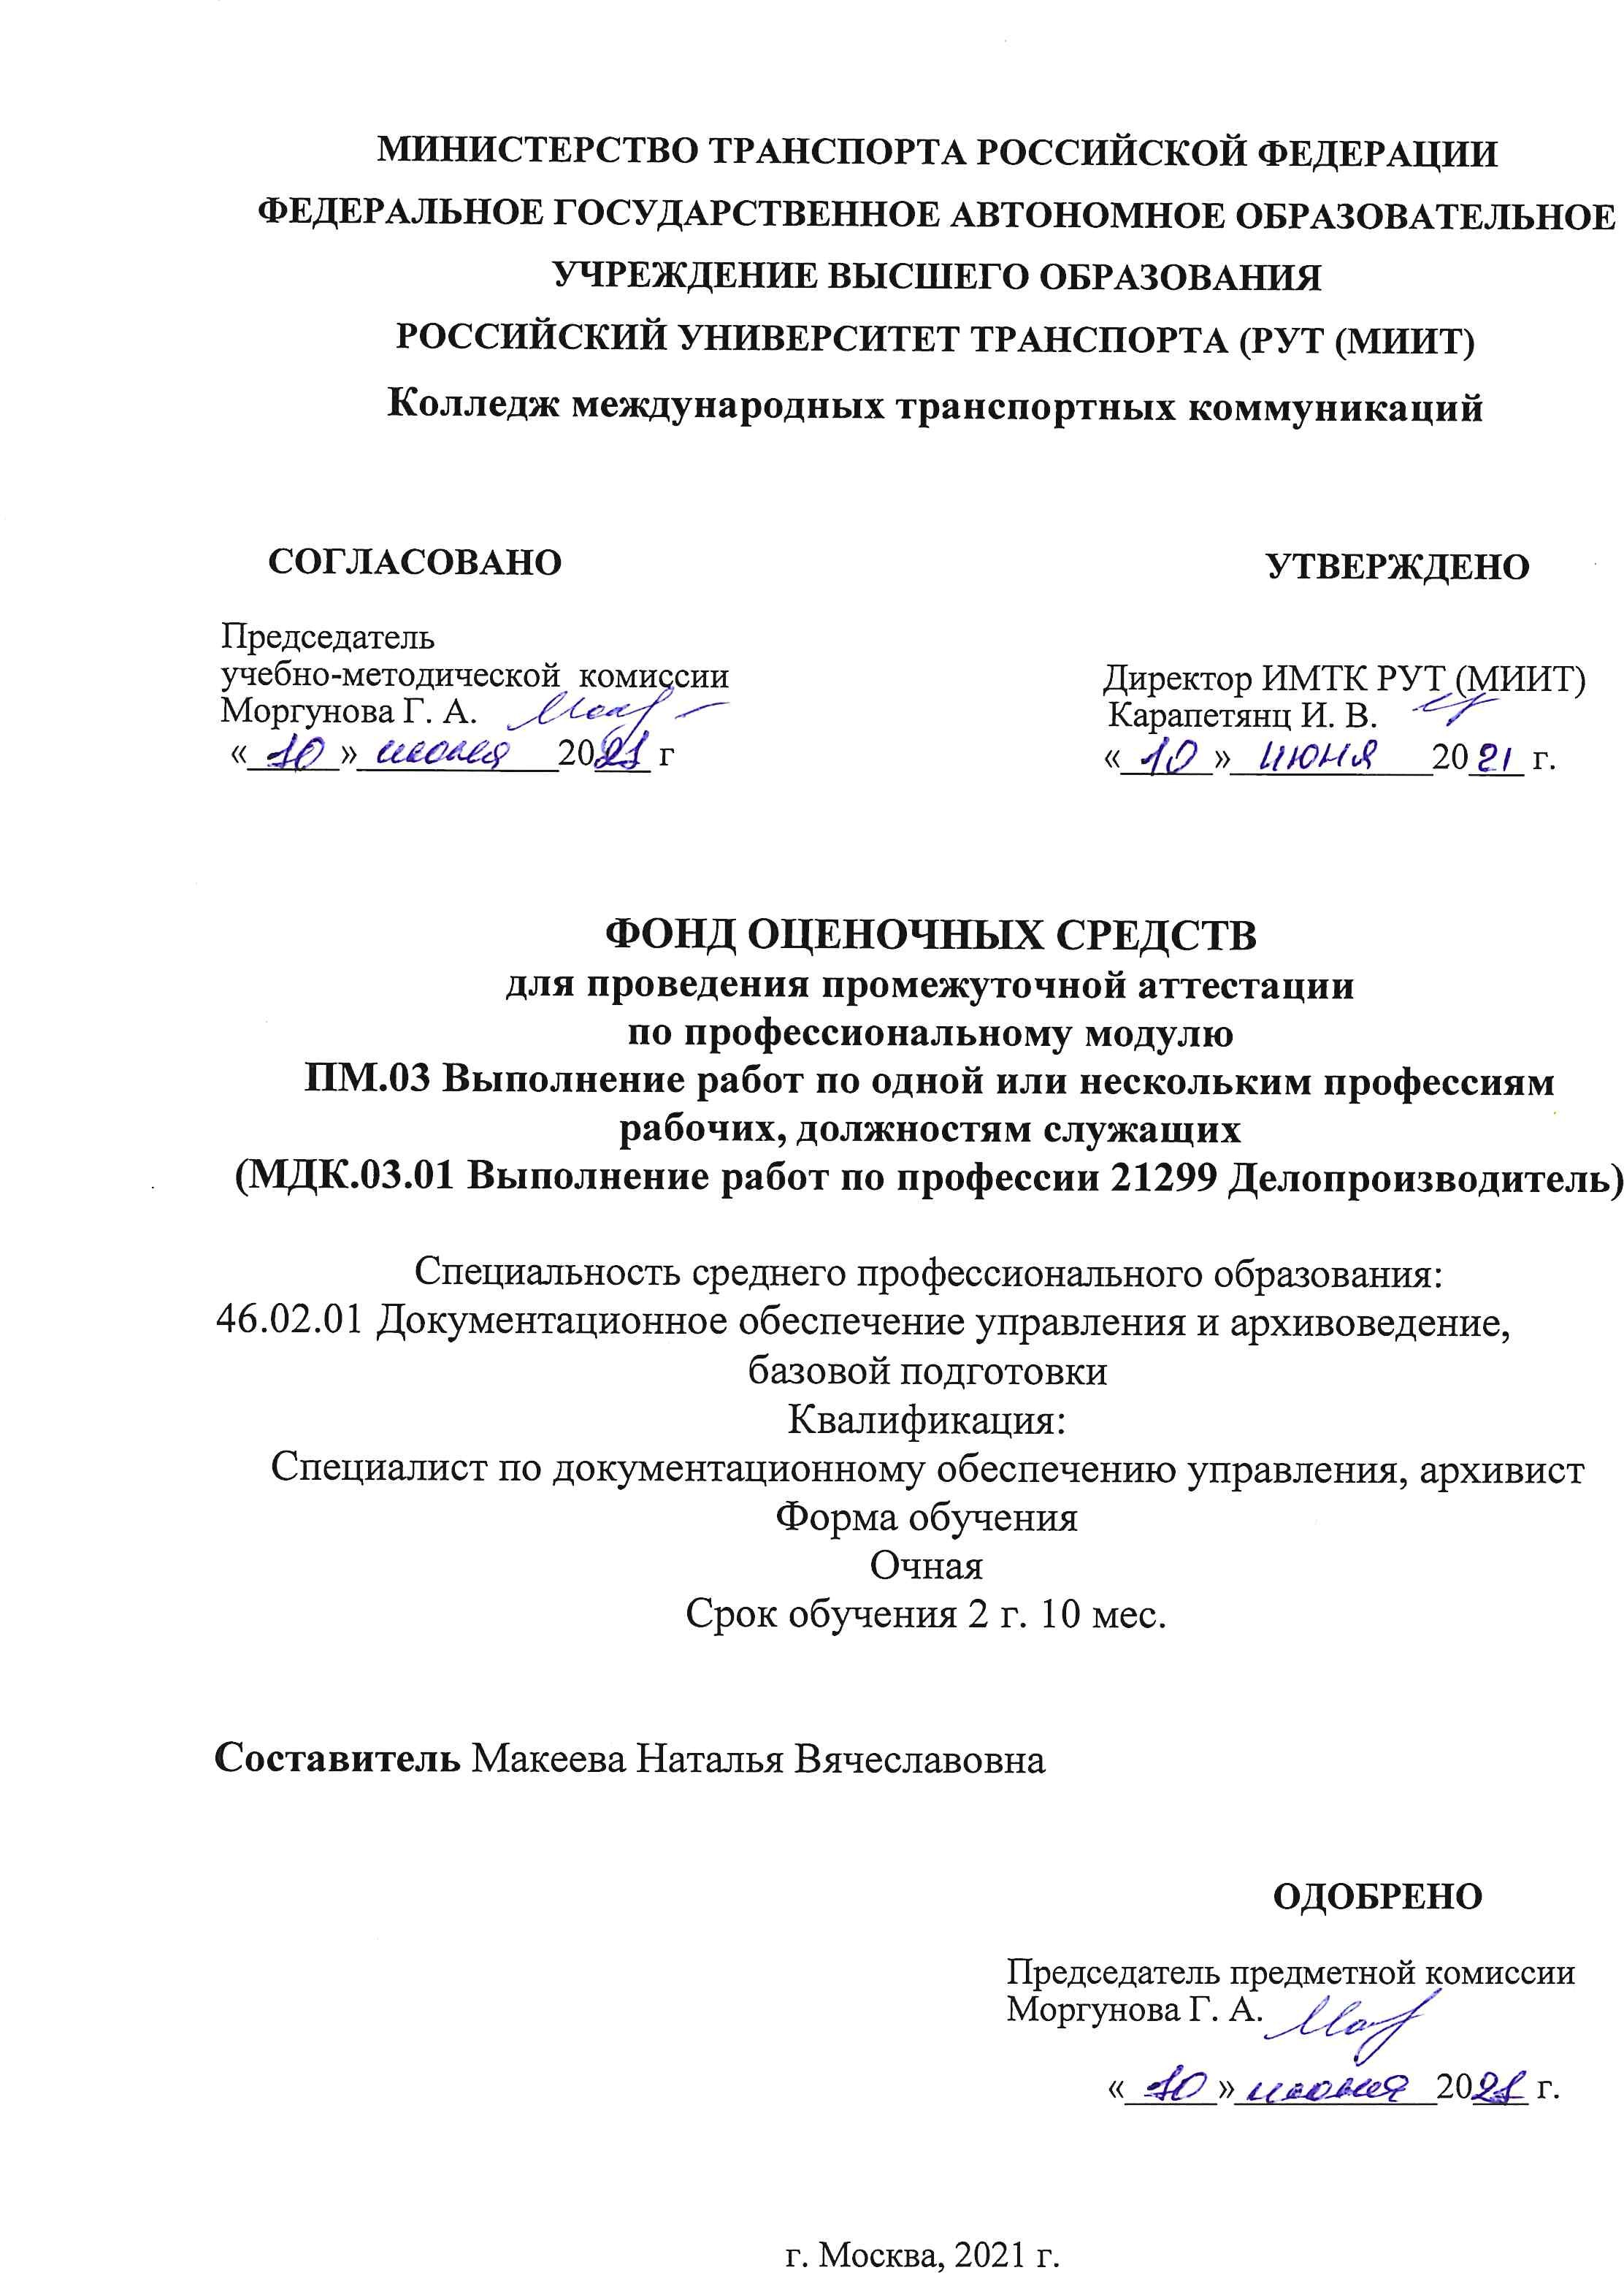 МИНИСТЕРСТВО ТРАНСПОРТА РОССИЙСКОЙ ФЕДЕРАЦИИ
ФЕДЕРАЛЬНОЕ ГОСУДАРСТВЕННОЕ АВТОНОМНОЕ ОБРАЗОВАТЕЛЬНОЕ
УЧРЕЖДЕНИЕ ВЫСШЕГО ОБРАЗОВАНИЯ
РОССИЙСКИЙ УНИВЕРСИТЕТ ТРАНСПОРТА (РУТ (МИИТ)
Колледж международных транспортных коммуникаций
СОГЛАСОВАНО
Председатель
учебно-методической комиссии
Моргунова Г. А.
«10» июня 2021 г
УТВЕРЖДЕНО
Директор ИМТК РУТ (МИИТ)
Карапетянц И. В.
«10» июня 2021 г.
ФОНД ОЦЕНОЧНЫХ СРЕДСТВ
для проведения промежуточной аттестации
по профессиональному модулю
ПМ.03 Выполнение работ по одной или нескольким профессиям
рабочих, должностям служащих
(МДК.03.01 Выполнение работ по профессии 21299 Делопроизводитель)
Специальность среднего профессионального образования:
46.02.01 Документационное обеспечение управления и архивоведение,
базовой подготовки
Квалификация:
Специалист по документационному обеспечению управления, архивист
Форма обучения
Очная
Срок обучения 2 г. 10 мес.
Составитель Макеева Наталья Вячеславовна
ОДОБРЕНО
Председатель предметной комиссии
Моргунова Г. А.
«10» июня 2021 г.
г. Москва, 2021 г.